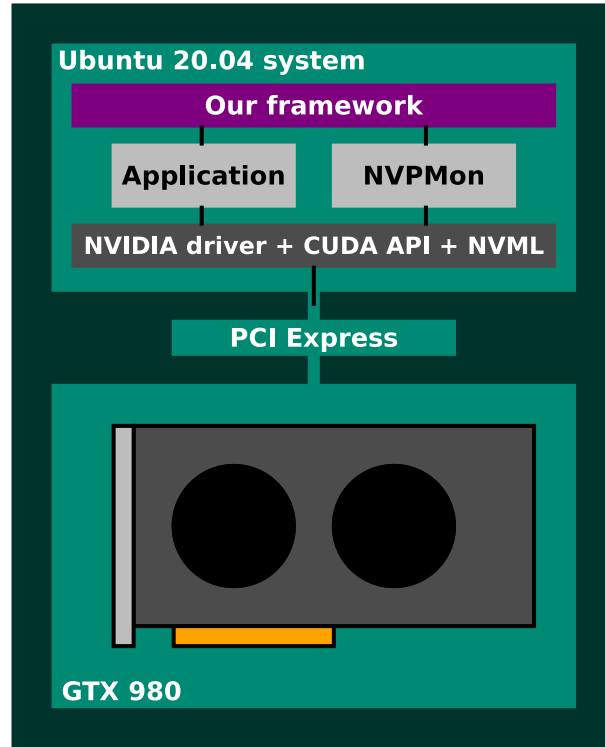 Ubuntu 20.04 system
Our framework
Application
NVPMon
NVIDIA driver + CUDA API + NVML
PCI Express
GTX 980